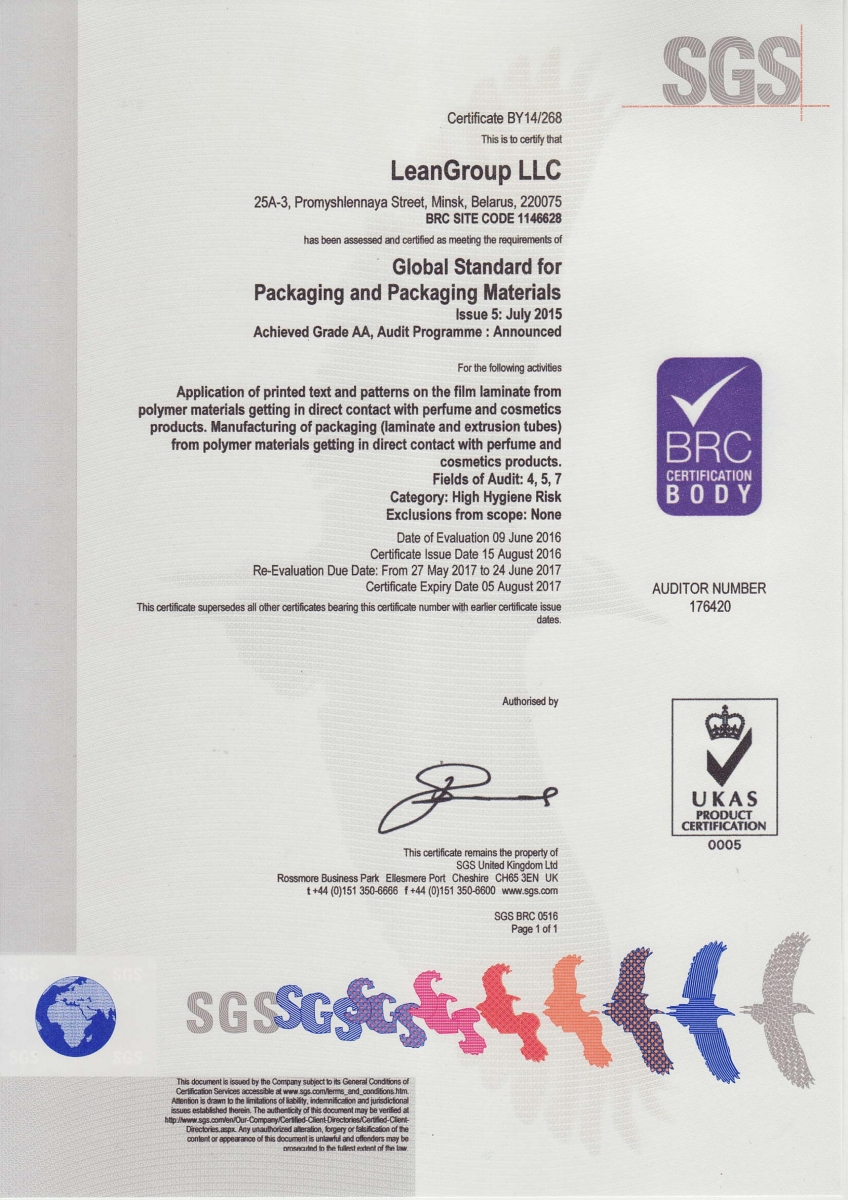 SGS
Certificate BY14/268
This is to certify that
LeanGroup LLC
25A-3, Promyshlennaya Street, Minsk, Belarus, 220075
BRC SITE CODE 1146628
has been assessed and certified as meeting the requirements of
Global Standard for
Packaging and Packaging Materials
Issue 5: July 2015
Achieved Grade AA, Audit Programme : Announced
For the following activities
Application of printed text and patterns on the film laminate from
polymer materials getting in direct contact with perfume and cosmetics
products. Manufacturing of packaging (laminate and extrusion tubes)
from polymer materials getting in direct contact with perfume and
cosmetics products.
Fields of Audit: 4, 5, 7
Category: High Hygiene Risk
Exclusions from scope: None
Date of Evaluation 09 June 2016
Certificate Issue Date 15 August 2016
Re-Evaluation Due Date: From 27 May 2017 to 24 June 2017
Certificate Expiry Date 05 August 2017
This certificate supersedes all other certificates bearing this certificate number with earlier certificate issue
dates.
BRC
CERTIFICATION
BODY
AUDITOR NUMBER
176420
Authorised by
UKAS
PRODUCT
CERTIFICATION
0005
This certificate remains the property of
SGS United Kingdom Ltd
Rossmore Business Park Ellesmere Port Cheshire CH65 3EN UK
t +44 (0)151 350-6666 f +44 (0)151 350-6600 www.sgs.com
SGS BRC 0516
Page 1 of 1
SGS SGS
SGS SGS
SGS SGS SGS SGS
This document is issued by the Company subject to its General Conditions of
Certification Services accessible at www.sgs.com/terms_and_conditions.htm.
Attention is drawn to the limitations of liability, indemnification and jurisdictional
issues established therein. The authenticity of this document may be verified at
http://www.sgs.com/en/Our-Company/Certified-Client-Directories/Certified-Client-
Directories.aspx. Any unauthorized alteration, forgery or falsification of the
content or appearance of this document is unlawful and offenders may be
prosecuted to the fullest extent of the law.